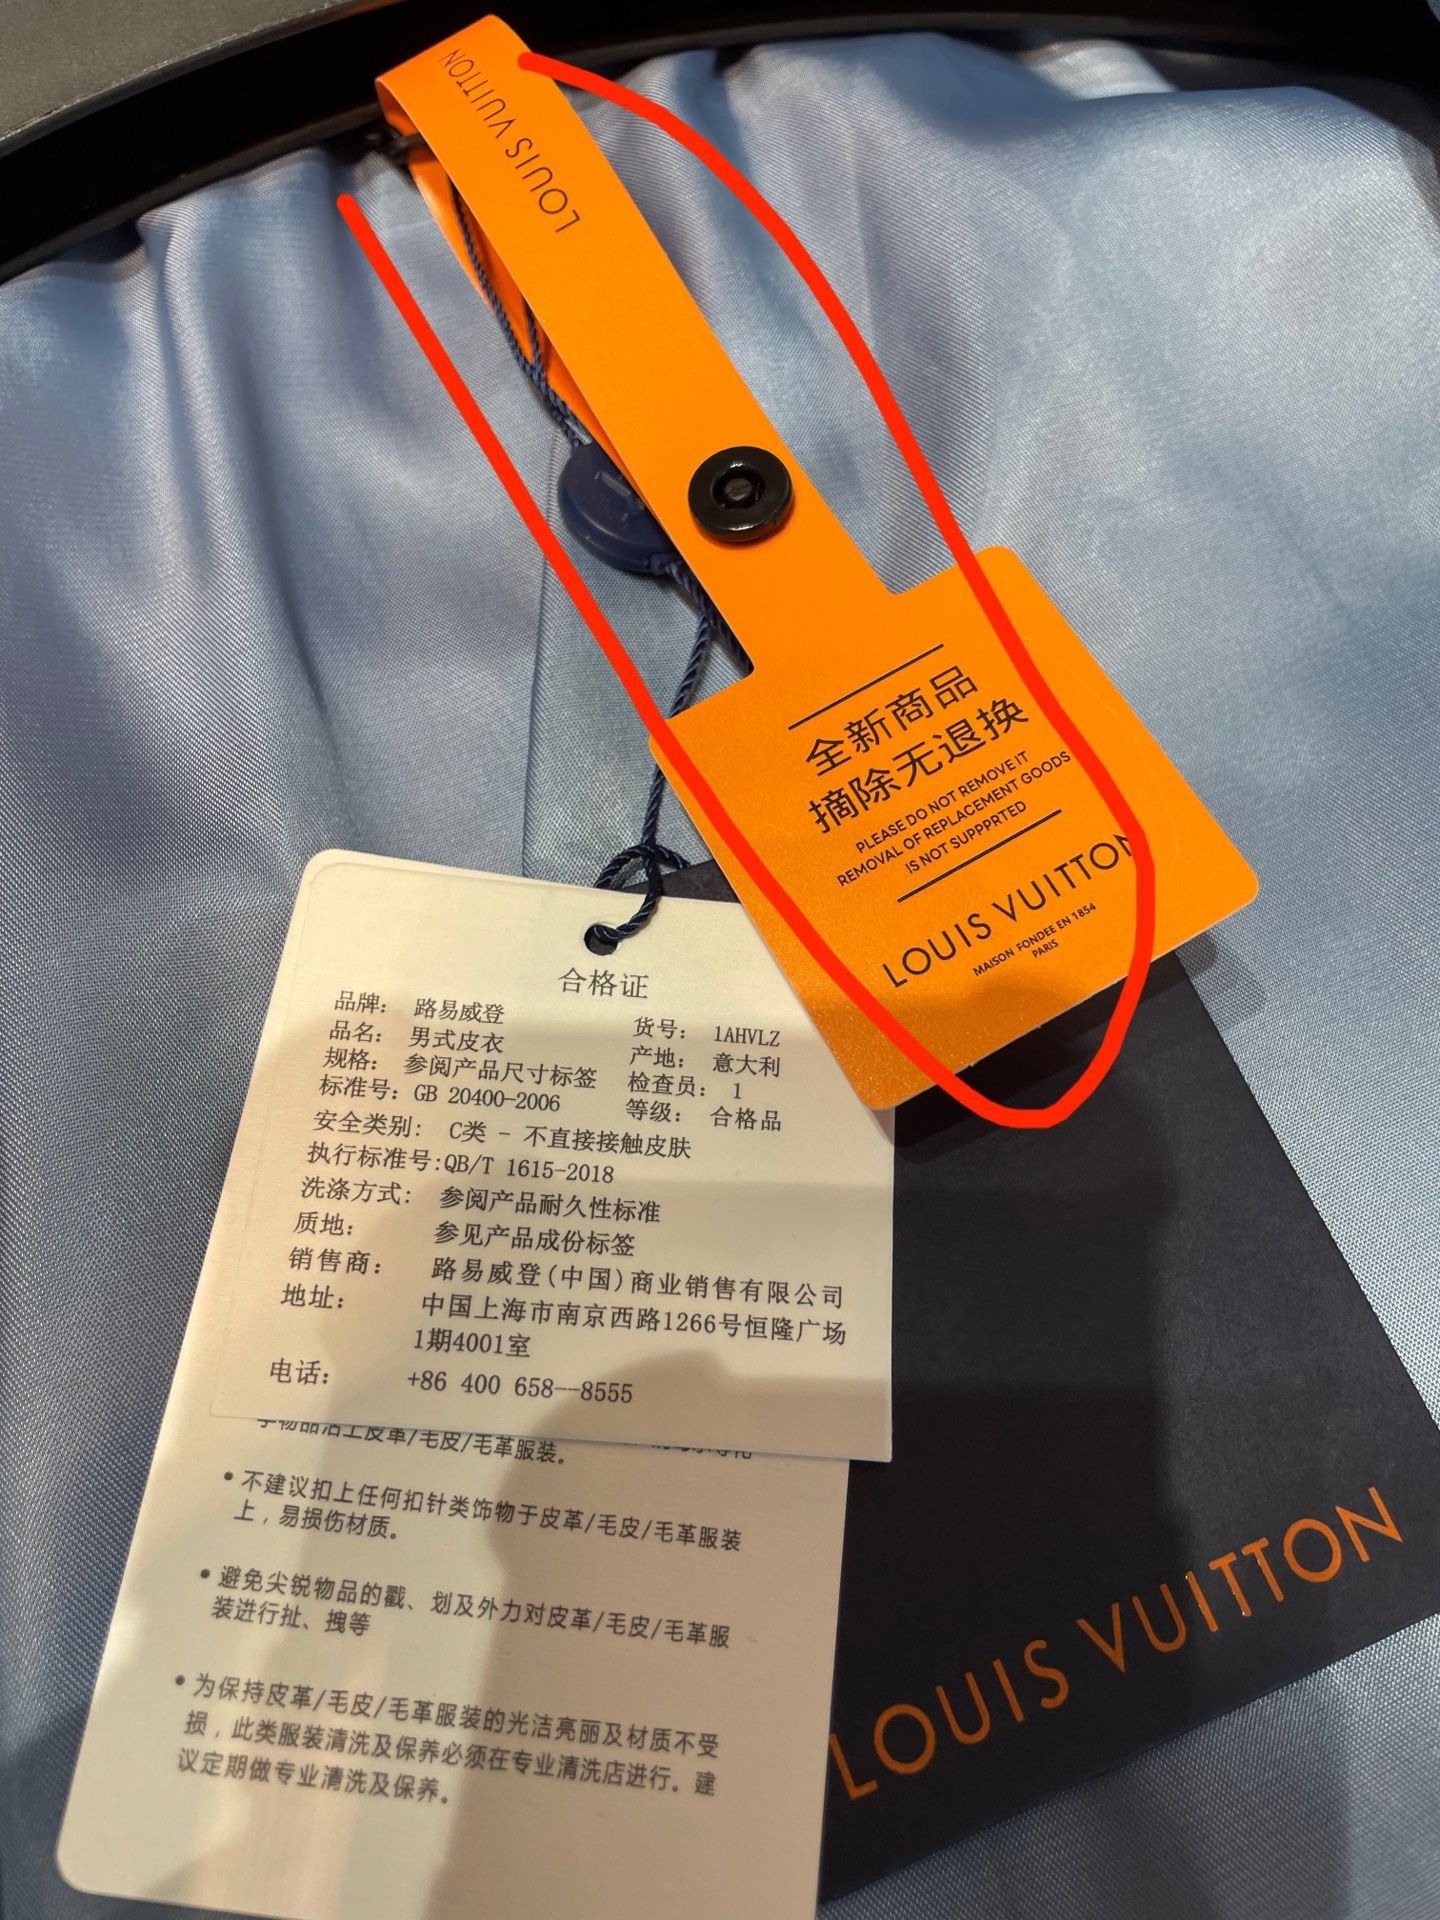 LOUIS VUITTON
全新商品
摘除无退换
PLEASE DO NOT REMOVE IT
REMOVAL OF REPLACEMENT GOODS
IS NOT SUPPPRTED
LOUIS VUITTON
MAISON FONDEE EN 1854
PARIS
合格证
品牌: 路易威登
品名: 男式皮衣 货号: 1AHVLZ
规格: 参阅产品尺寸标签 产地: 意大利
标准号: GB 20400-2006 检查员: 1
等级: 合格品
安全类别: C类 - 不直接接触皮肤
执行标准号:QB/T 1615-2018
洗涤方式: 参阅产品耐久性标准
质地: 参见产品成份标签
销售商: 路易威登(中国)商业销售有限公司
地址: 中国上海市南京西路1266号恒隆广场
1期4001室
电话: +86 400 658--8555
皮革/毛皮/毛革服装。
• 不建议扣上任何扣针类饰物于皮革/毛皮/毛革服装
上，易损伤材质。
• 避免尖锐物品的戳、划及外力对皮革/毛皮/毛革服
装进行扯、拽等
• 为保持皮革/毛皮/毛革服装的光洁亮丽及材质不受
损，此类服装清洗及保养必须在专业清洗店进行。建
议定期做专业清洗及保养。
LOUIS VUITTON